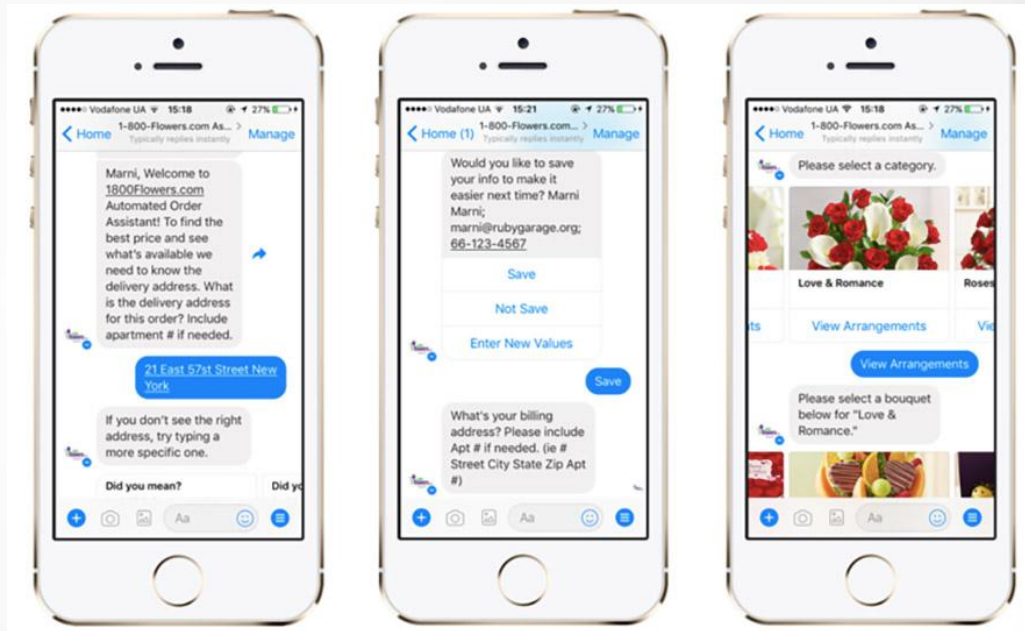 Vodafone UA 15:18 27%
Home 1-800-Flowers.com As... > Manage
Typically replies instantly
Marni, Welcome to
1800Flowers.com
Automated Order
Assistant! To find the
best price and see
what's available we
need to know the
delivery address. What
is the delivery address
for this order? Include
apartment # if needed.
21 East 57st Street New
York
If you don't see the right
address, try typing a
more specific one.
Did you mean? Did yo
Aa
Vodafone UA 15:21 27%
Home (1) 1-800-Flowers.com... > Manage
Typically replies instantly
Would you like to save
your info to make it
easier next time? Marni
Marni;
marni@rubygarage.org;
66-123-4567
Save
Not Save
Enter New Values
Save
What's your billing
address? Please include
Apt # if needed. (ie #
Street City State Zip Apt
#)
Aa
Vodafone UA 15:18 27%
Home 1-800-Flowers.com As... > Manage
Typically replies instantly
Please select a category.
Love & Romance Roses
ts View Arrangements Vie
View Arrangements
Please select a bouquet
below for "Love &
Romance."
Aa